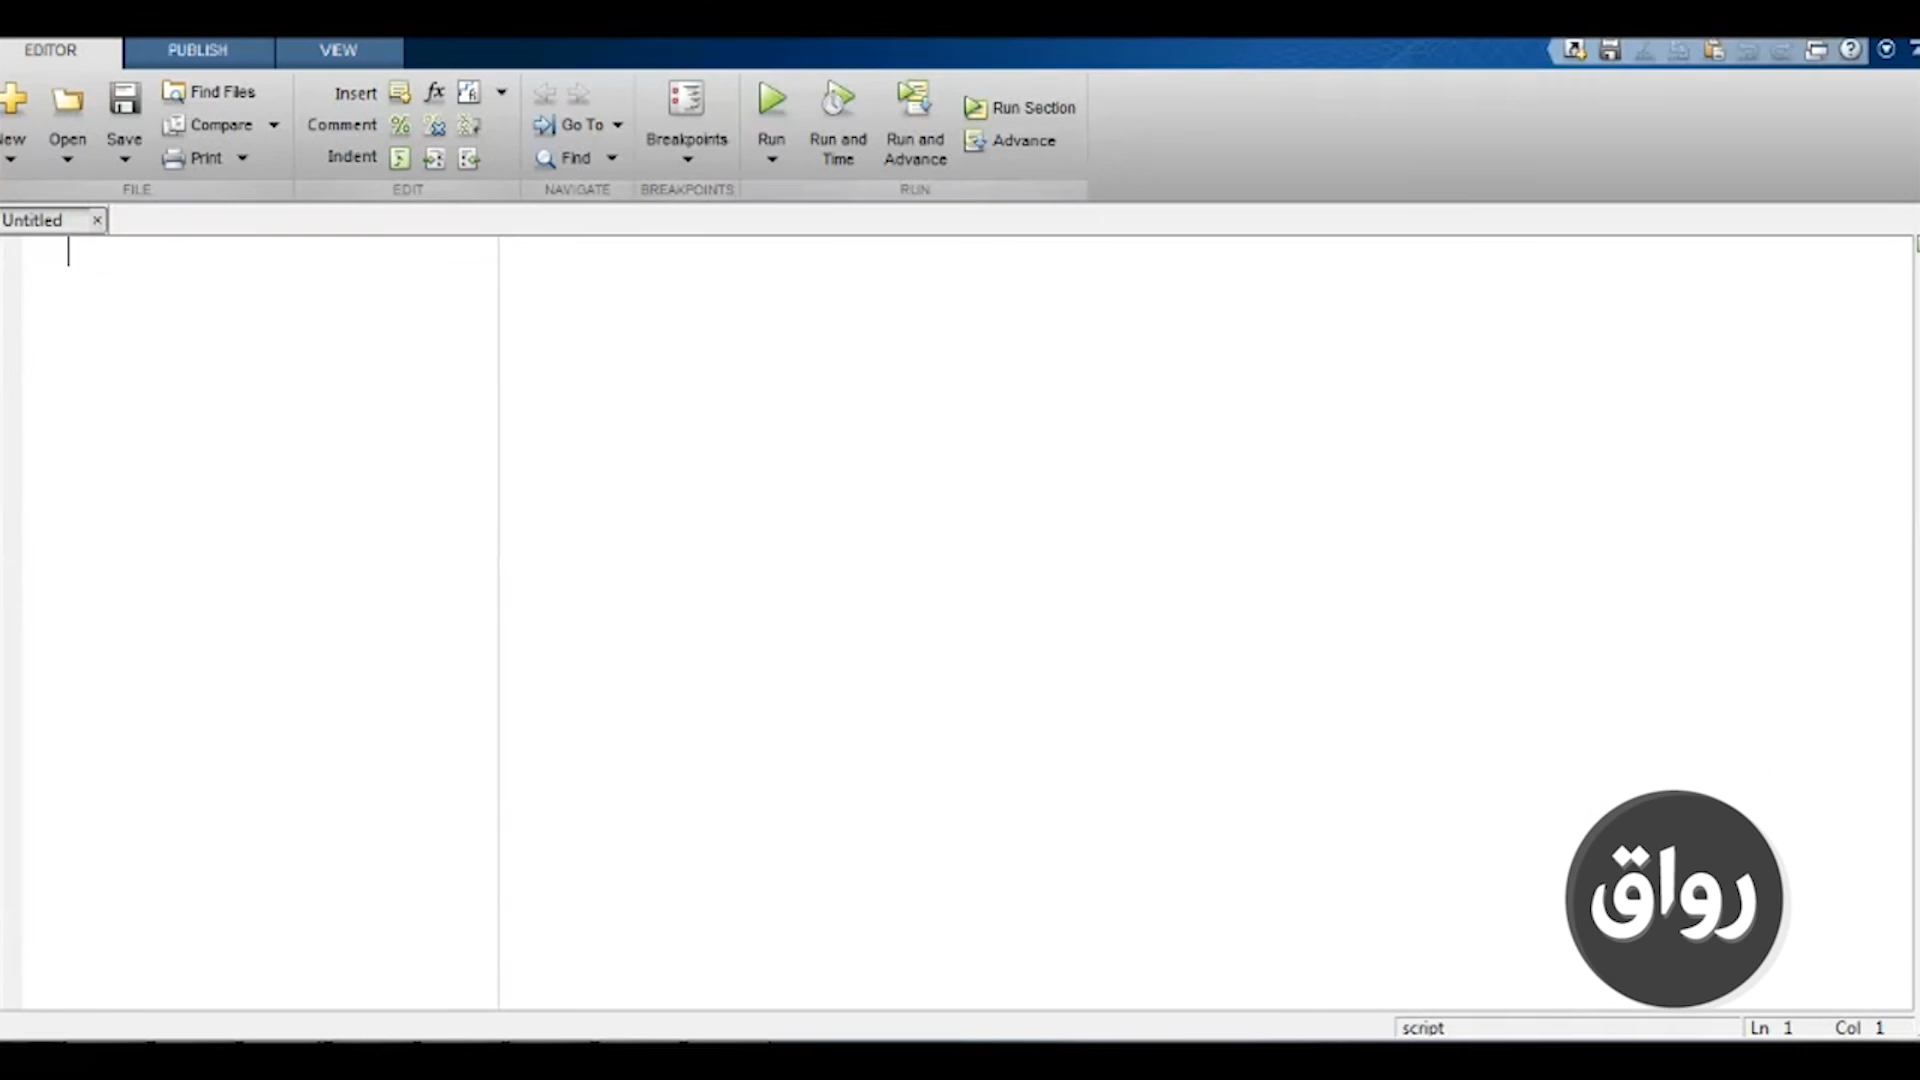 EDITOR PUBLISH VIEW
New Open Save Find Files Compare Print
FILE
Insert fx
Comment
Indent
EDIT
Go To
Find
NAVIGATE
Breakpoints
BREAKPOINTS
Run Run and Time Run and Advance Run Section Advance
RUN
Untitled
رواق
script Ln 1 Col 1